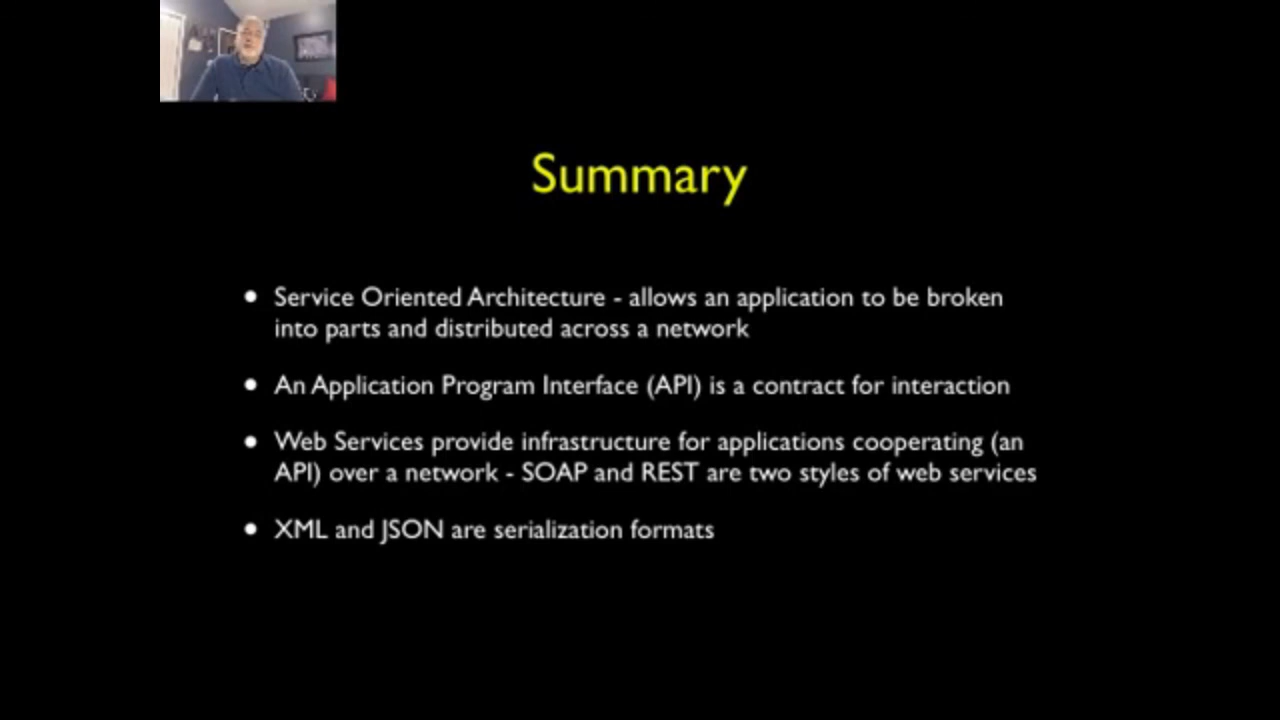 Summary
• Service Oriented Architecture - allows an application to be broken
into parts and distributed across a network
• An Application Program Interface (API) is a contract for interaction
• Web Services provide infrastructure for applications cooperating (an
API) over a network - SOAP and REST are two styles of web services
• XML and JSON are serialization formats